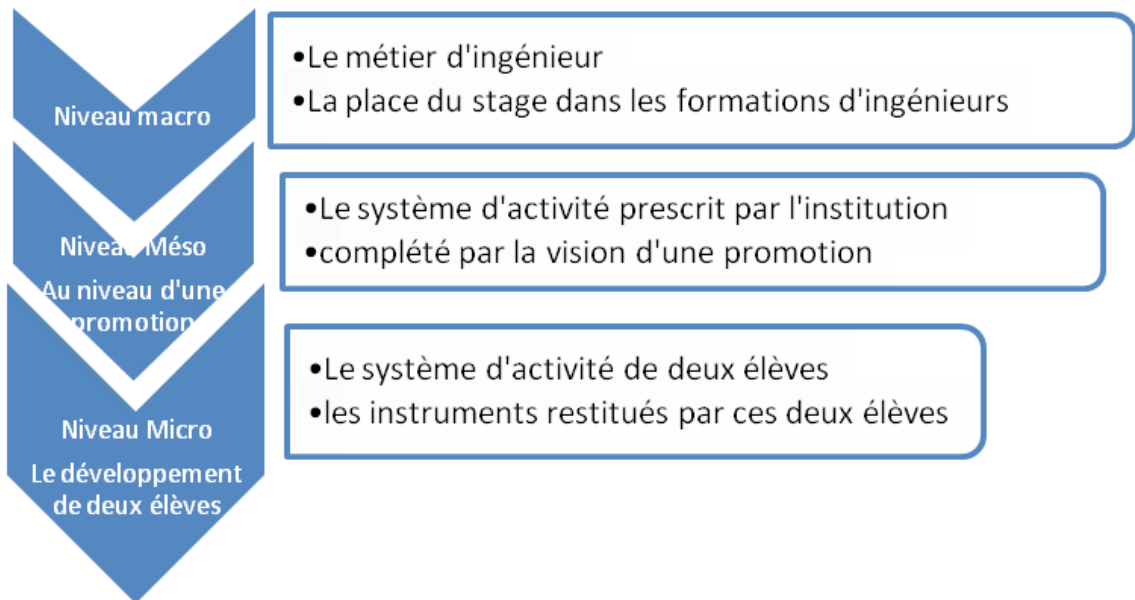 Niveau macro
•Le métier d'ingénieur
•La place du stage dans les formations d'ingénieurs
Niveau Méso
Au niveau d'une
promotion
•Le système d'activité prescrit par l'institution
•complété par la vision d'une promotion
Niveau Micro
Le développement
de deux élèves
•Le système d'activité de deux élèves
•les instruments restitués par ces deux élèves